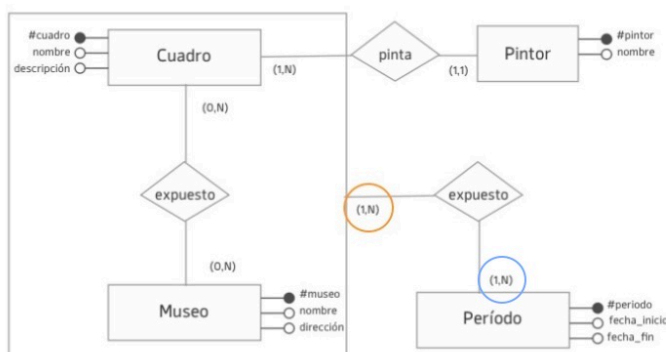 #cuadro
nombre
descripción
Cuadro
(1,N)
pinta
(1,1)
Pintor
#pintor
nombre
(0,N)
expuesto
(1,N)
expuesto
(0,N)
(1,N)
Museo
#museo
nombre
dirección
Período
#periodo
fecha_inicio
fecha_fin